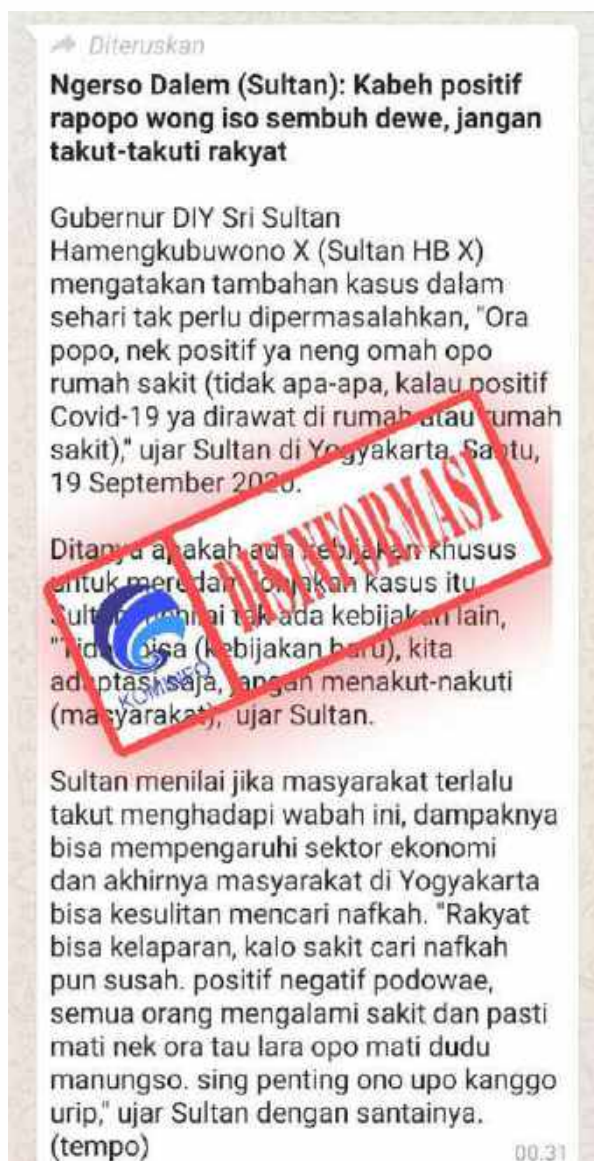 Diteruskan
Ngerso Dalem (Sultan): Kabeh positif
rapopo wong iso sembuh dewe, jangan
takut-takuti rakyat
Gubernur DIY Sri Sultan
Hamengkubuwono X (Sultan HB X)
mengatakan tambahan kasus dalam
sehari tak perlu dipermasalahkan, "Ora
popo, nek positif ya neng omah opo
rumah sakit (tidak apa-apa, kalau positif
Covid-19 ya dirawat di rumah atau rumah
sakit)," ujar Sultan di Yogyakarta, Sabtu,
19 September 2020.
DISINFORMASI
Ditanya apakah ada kebijakan khusus
untuk meredam lonjakan kasus itu,
Sultan menilai tak ada kebijakan lain,
"Tidak bisa (kebijakan baru), kita
adaptasi saja, jangan menakut-nakuti
(masyarakat)," ujar Sultan.
KOMINFO
Sultan menilai jika masyarakat terlalu
takut menghadapi wabah ini, dampaknya
bisa mempengaruhi sektor ekonomi
dan akhirnya masyarakat di Yogyakarta
bisa kesulitan mencari nafkah. "Rakyat
bisa kelaparan, kalo sakit cari nafkah
pun susah. positif negatif podowae,
semua orang mengalami sakit dan pasti
mati nek ora tau lara opo mati dudu
manungso. sing penting ono upo kanggo
urip," ujar Sultan dengan santainya.
(tempo)
00.31